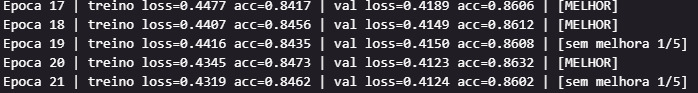 Epoca 17 | treino loss=0.4477 acc=0.8417 | val loss=0.4189 acc=0.8606 | [MELHOR]
Epoca 18 | treino loss=0.4407 acc=0.8456 | val loss=0.4149 acc=0.8612 | [MELHOR]
Epoca 19 | treino loss=0.4416 acc=0.8435 | val loss=0.4150 acc=0.8608 | [sem melhora 1/5]
Epoca 20 | treino loss=0.4345 acc=0.8473 | val loss=0.4123 acc=0.8632 | [MELHOR]
Epoca 21 | treino loss=0.4319 acc=0.8462 | val loss=0.4124 acc=0.8602 | [sem melhora 1/5]